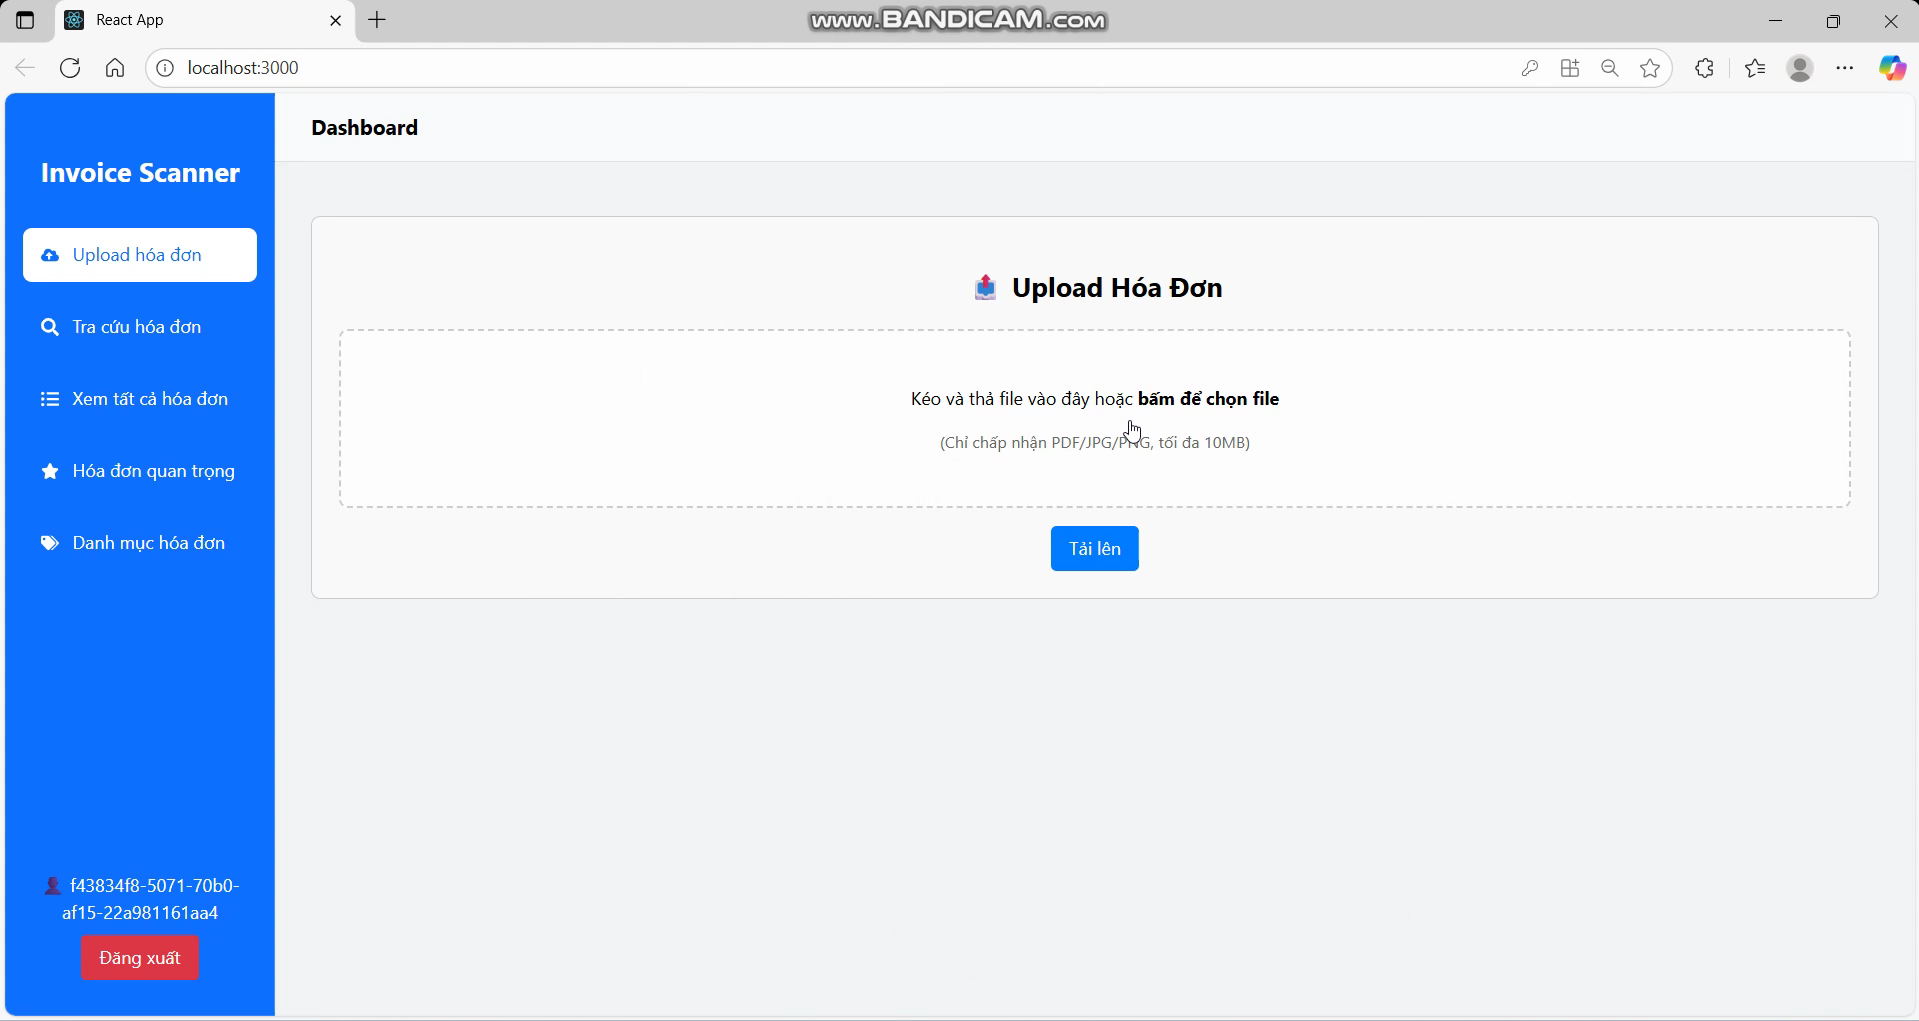 React App
www.BANDICAM.com
localhost:3000
Invoice Scanner
Upload hóa đơn
Tra cứu hóa đơn
Xem tất cả hóa đơn
Hóa đơn quan trọng
Danh mục hóa đơn
f43834f8-5071-70b0-
af15-22a981161aa4
Đăng xuất
Dashboard
Upload Hóa Đơn
Kéo và thả file vào đây hoặc bấm để chọn file
(Chỉ chấp nhận PDF/JPG/PNG, tối đa 10MB)
Tải lên